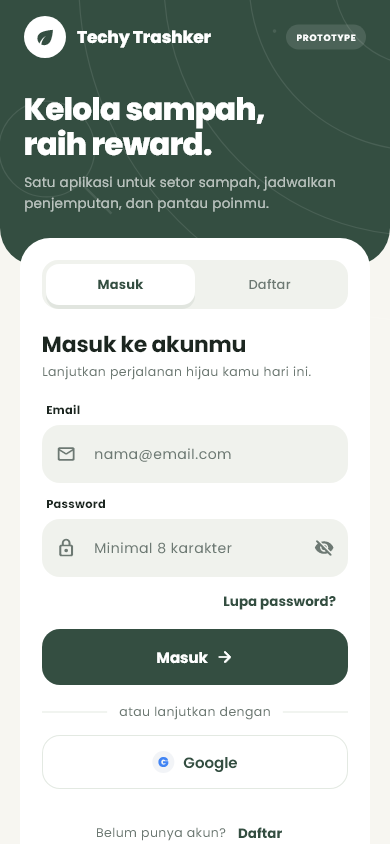 Techy Trashker
PROTOTYPE
Kelola sampah,
raih reward.
Satu aplikasi untuk setor sampah, jadwalkan
penjemputan, dan pantau poinmu.
Masuk
Daftar
Masuk ke akunmu
Lanjutkan perjalanan hijau kamu hari ini.
Email
nama@email.com
Password
Minimal 8 karakter
Lupa password?
Masuk →
atau lanjutkan dengan
G Google
Belum punya akun? Daftar